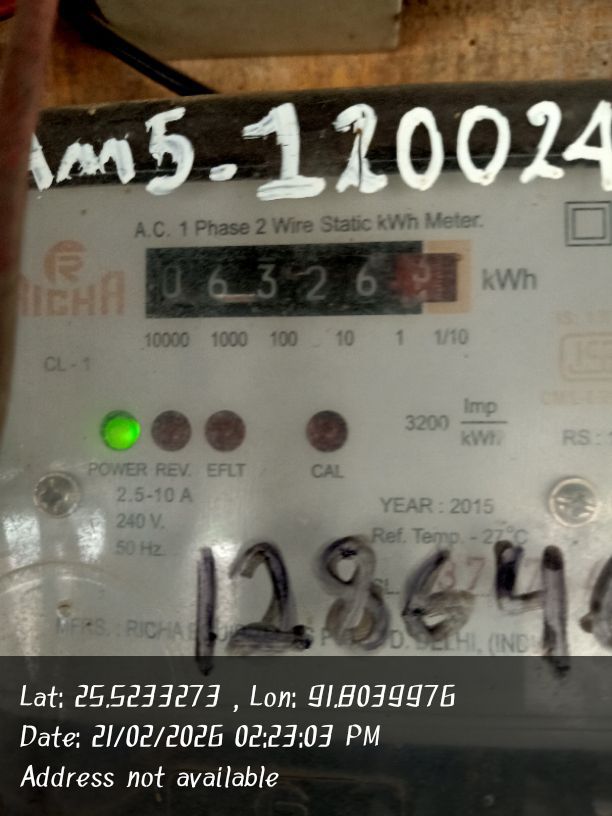 Am5.120024
A.C. 1 Phase 2 Wire Static kWh Meter.
RICHA
06326 kWh
10000 1000 100 10 1 1/10
CL - 1
3200 Imp/kWh
POWER REV. EFLT CAL
2.5-10 A
240 V.
50 Hz.
YEAR : 2015
Ref. Temp. - 27°C
12864
Lat: 25.5233273 , Lon: 91.8039976
Date: 21/02/2026 02:23:03 PM
Address not available